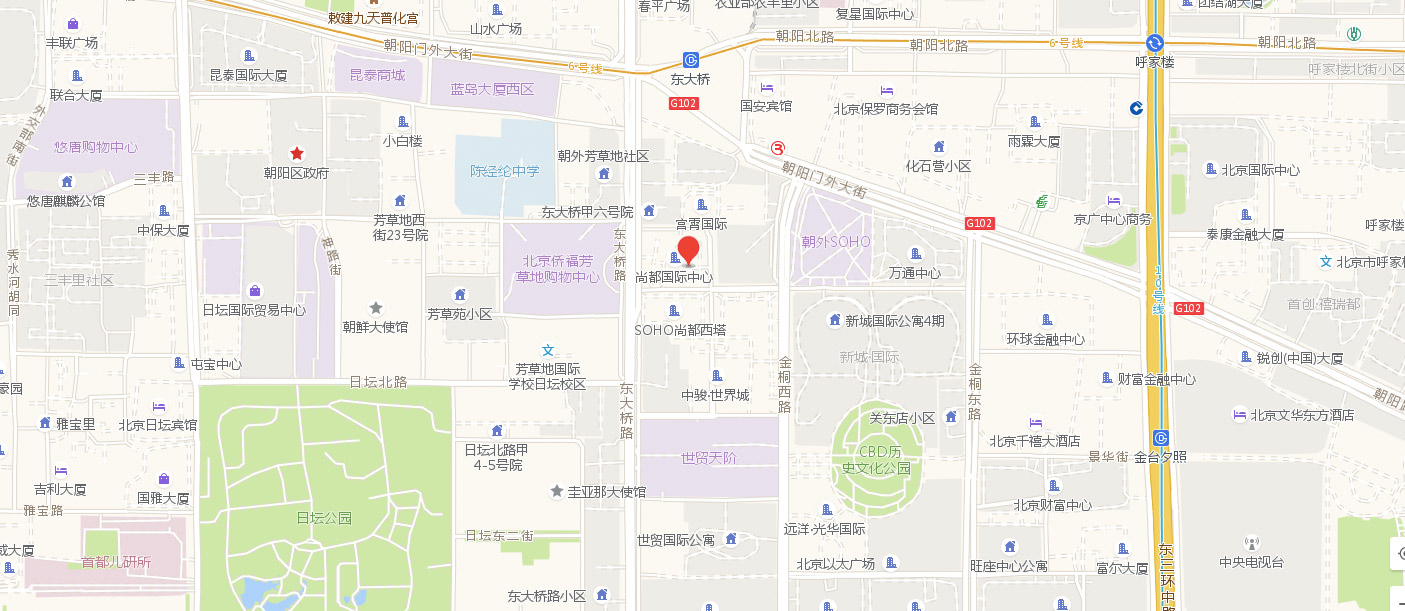 敕建九天普化宫
山水广场
春平广场
农业部农丰里小区
复星国际中心
团结湖大厦
丰联广场
朝阳门外大街
朝阳北路
朝阳北路
6号线
朝阳北路
呼家楼
昆泰国际大厦
昆泰商城
6号线
东大桥
呼家楼北街小区
联合大厦
蓝岛大厦西区
G102
国安宾馆
北京保罗商务会馆
外交部南街
小白楼
雨霖大厦
悠唐购物中心
朝阳区政府
陈经纶中学
朝外芳草地社区
3
朝阳门外大街
化石营小区
北京国际中心
三丰路
悠唐麒麟公馆
中保大厦
芳草地西
街23号院
东大桥甲六号院
宫霄国际
G102
京广中心商务
泰康金融大厦
呼家楼
秀水河胡同
三丰里社区
神路街
北京侨福芳
草地购物中心
东大桥路
尚都国际中心
朝外SOHO
万通中心
10号线
北京市呼家楼
日坛国际贸易中心
朝鲜大使馆
芳草苑小区
SOHO尚都西塔
新城国际公寓4期
环球金融中心
G102
首创·禧瑞都
屯宝中心
芳草地国际
学校日坛校区
新城·国际
锐创(中国)大厦
豪园
日坛北路
东大桥路
中骏·世界城
金桐西路
金桐东路
财富金融中心
朝阳路
雅宝里
北京日坛宾馆
关东店小区
北京千禧大酒店
北京文华东方酒店
日坛北路甲
4-5号院
世贸天阶
CBD历
史文化公园
景华街
金台夕照
吉利大厦
国雅大厦
圭亚那大使馆
北京财富中心
雅宝路
日坛公园
日坛东二街
世贸国际公寓
远洋·光华国际
威大厦
首都儿研所
东大桥路小区
北京以太广场
旺座中心公寓
富尔大厦
东三环中路
中央电视台